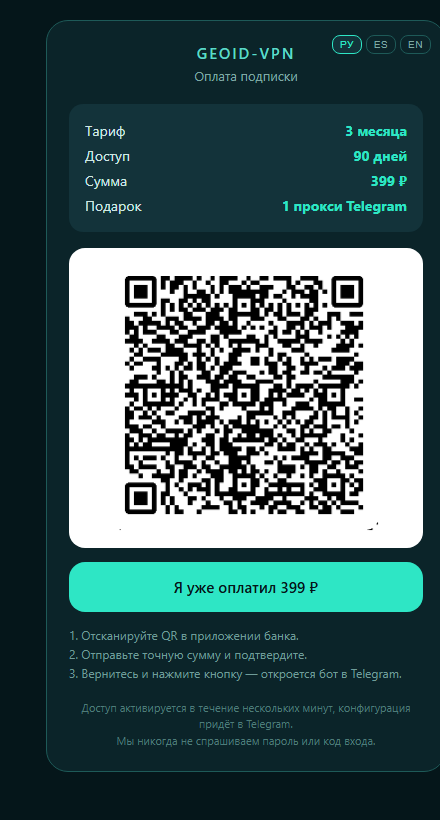 РУ ES EN
GEOID-VPN
Оплата подписки
Тариф 3 месяца
Доступ 90 дней
Сумма 399 ₽
Подарок 1 прокси Telegram
Я уже оплатил 399 ₽
1. Отсканируйте QR в приложении банка.
2. Отправьте точную сумму и подтвердите.
3. Вернитесь и нажмите кнопку — откроется бот в Telegram.
Доступ активируется в течение нескольких минут, конфигурация
придёт в Telegram.
Мы никогда не спрашиваем пароль или код входа.